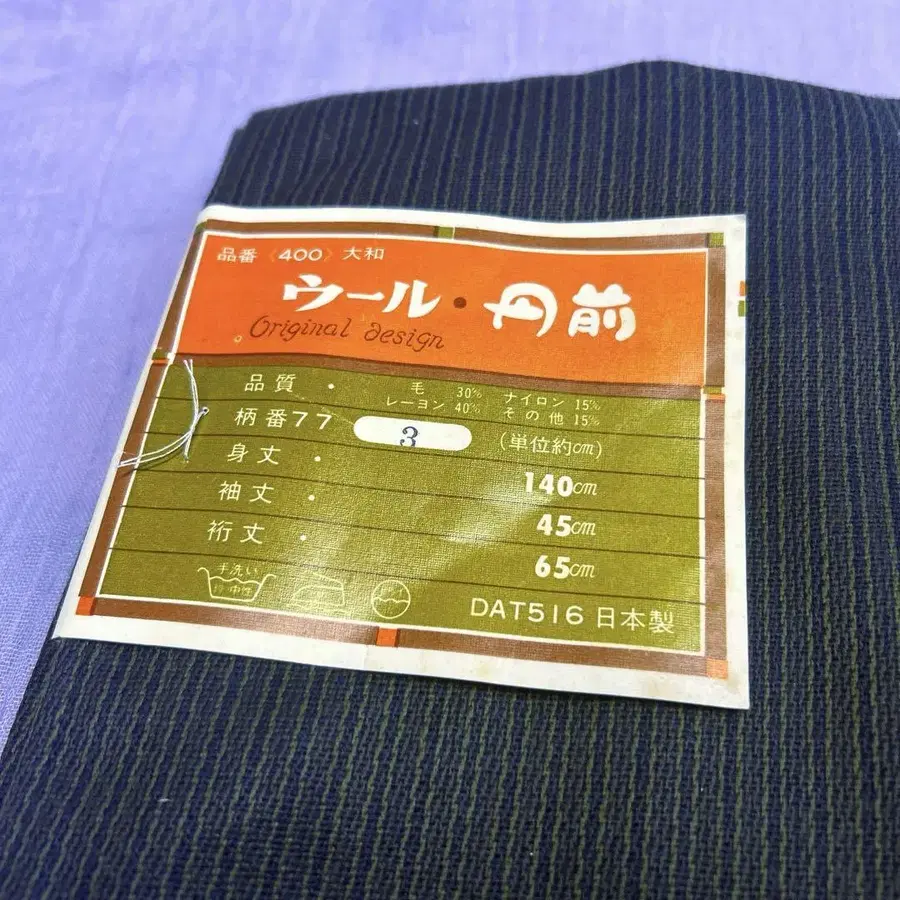 品番〈400〉大和
ウール・丹前
Original design
品質・ 毛 30% ナイロン 15%
レーヨン 40% その他 15%
柄番77 3 (単位約cm)
身丈・ 140cm
袖丈・ 45cm
裄丈・ 65cm
手洗い
中性
DAT516 日本製